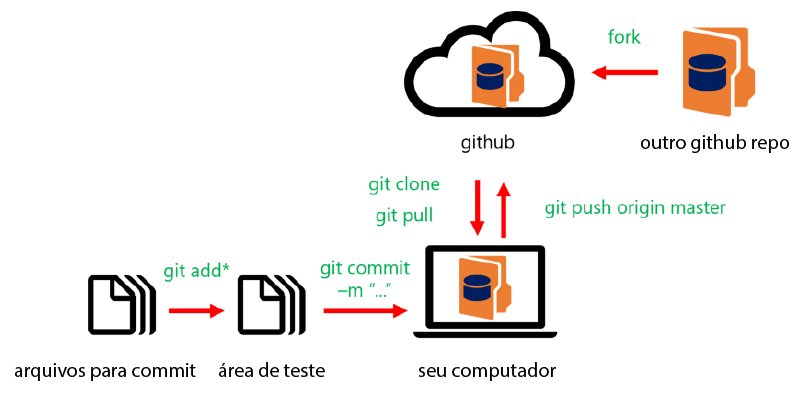 fork
github
outro github repo
git clone
git pull
git push origin master
git add*
git commit
–m “...”
arquivos para commit
área de teste
seu computador